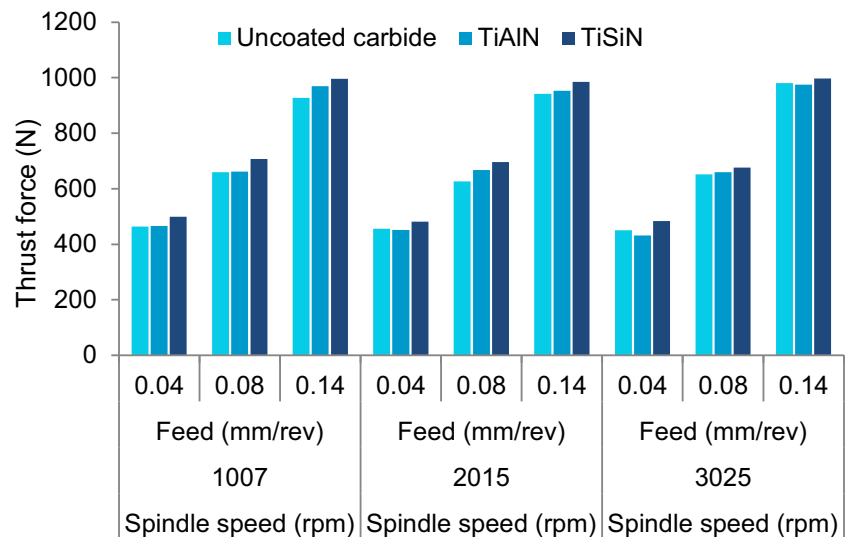 1200
Uncoated carbide TiAlN TiSiN
1000
800
600
400
200
0
Thrust force (N)
0.04 0.08 0.14 0.04 0.08 0.14 0.04 0.08 0.14
Feed (mm/rev) Feed (mm/rev) Feed (mm/rev)
1007 2015 3025
Spindle speed (rpm) Spindle speed (rpm) Spindle speed (rpm)